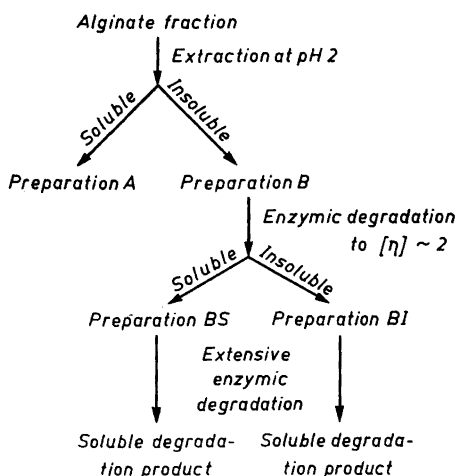 Alginate fraction
Extraction at pH 2
Soluble
Insoluble
Preparation A
Preparation B
Enzymic degradation
to [η] ~ 2
Soluble
Insoluble
Preparation BS
Preparation BI
Extensive
enzymic
degradation
Soluble degrada-
tion product
Soluble degrada-
tion product